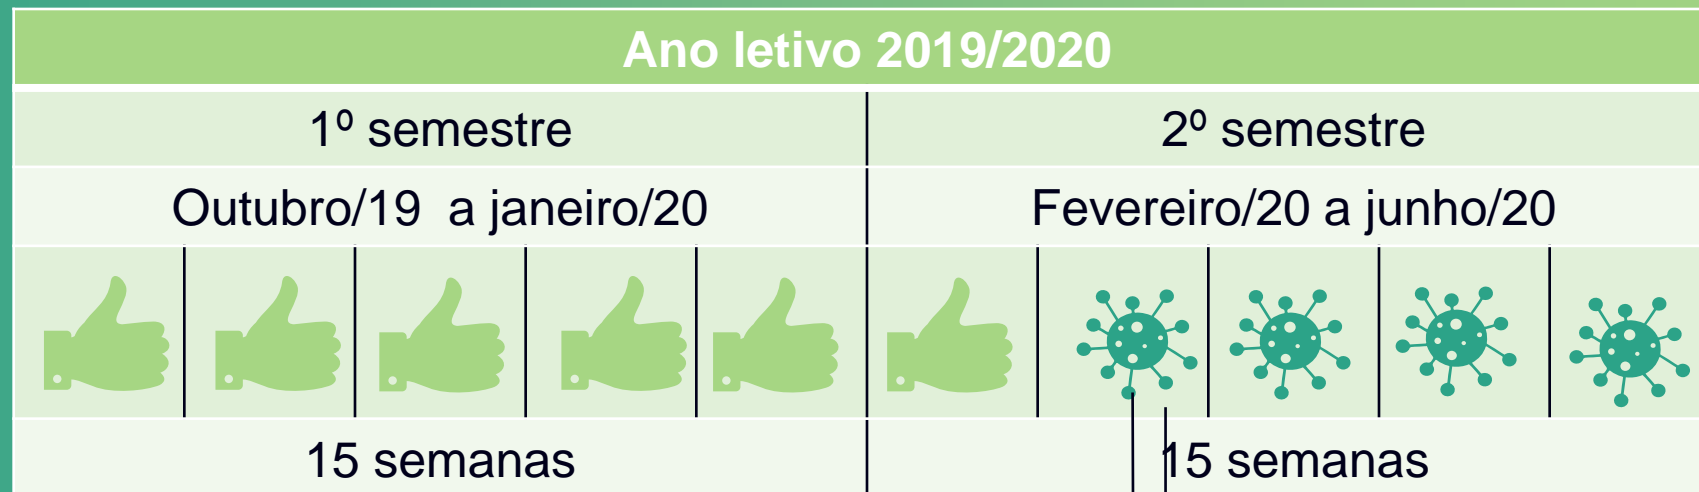 Ano letivo 2019/2020
1º semestre
2º semestre
Outubro/19 a janeiro/20
Fevereiro/20 a junho/20
15 semanas
15 semanas